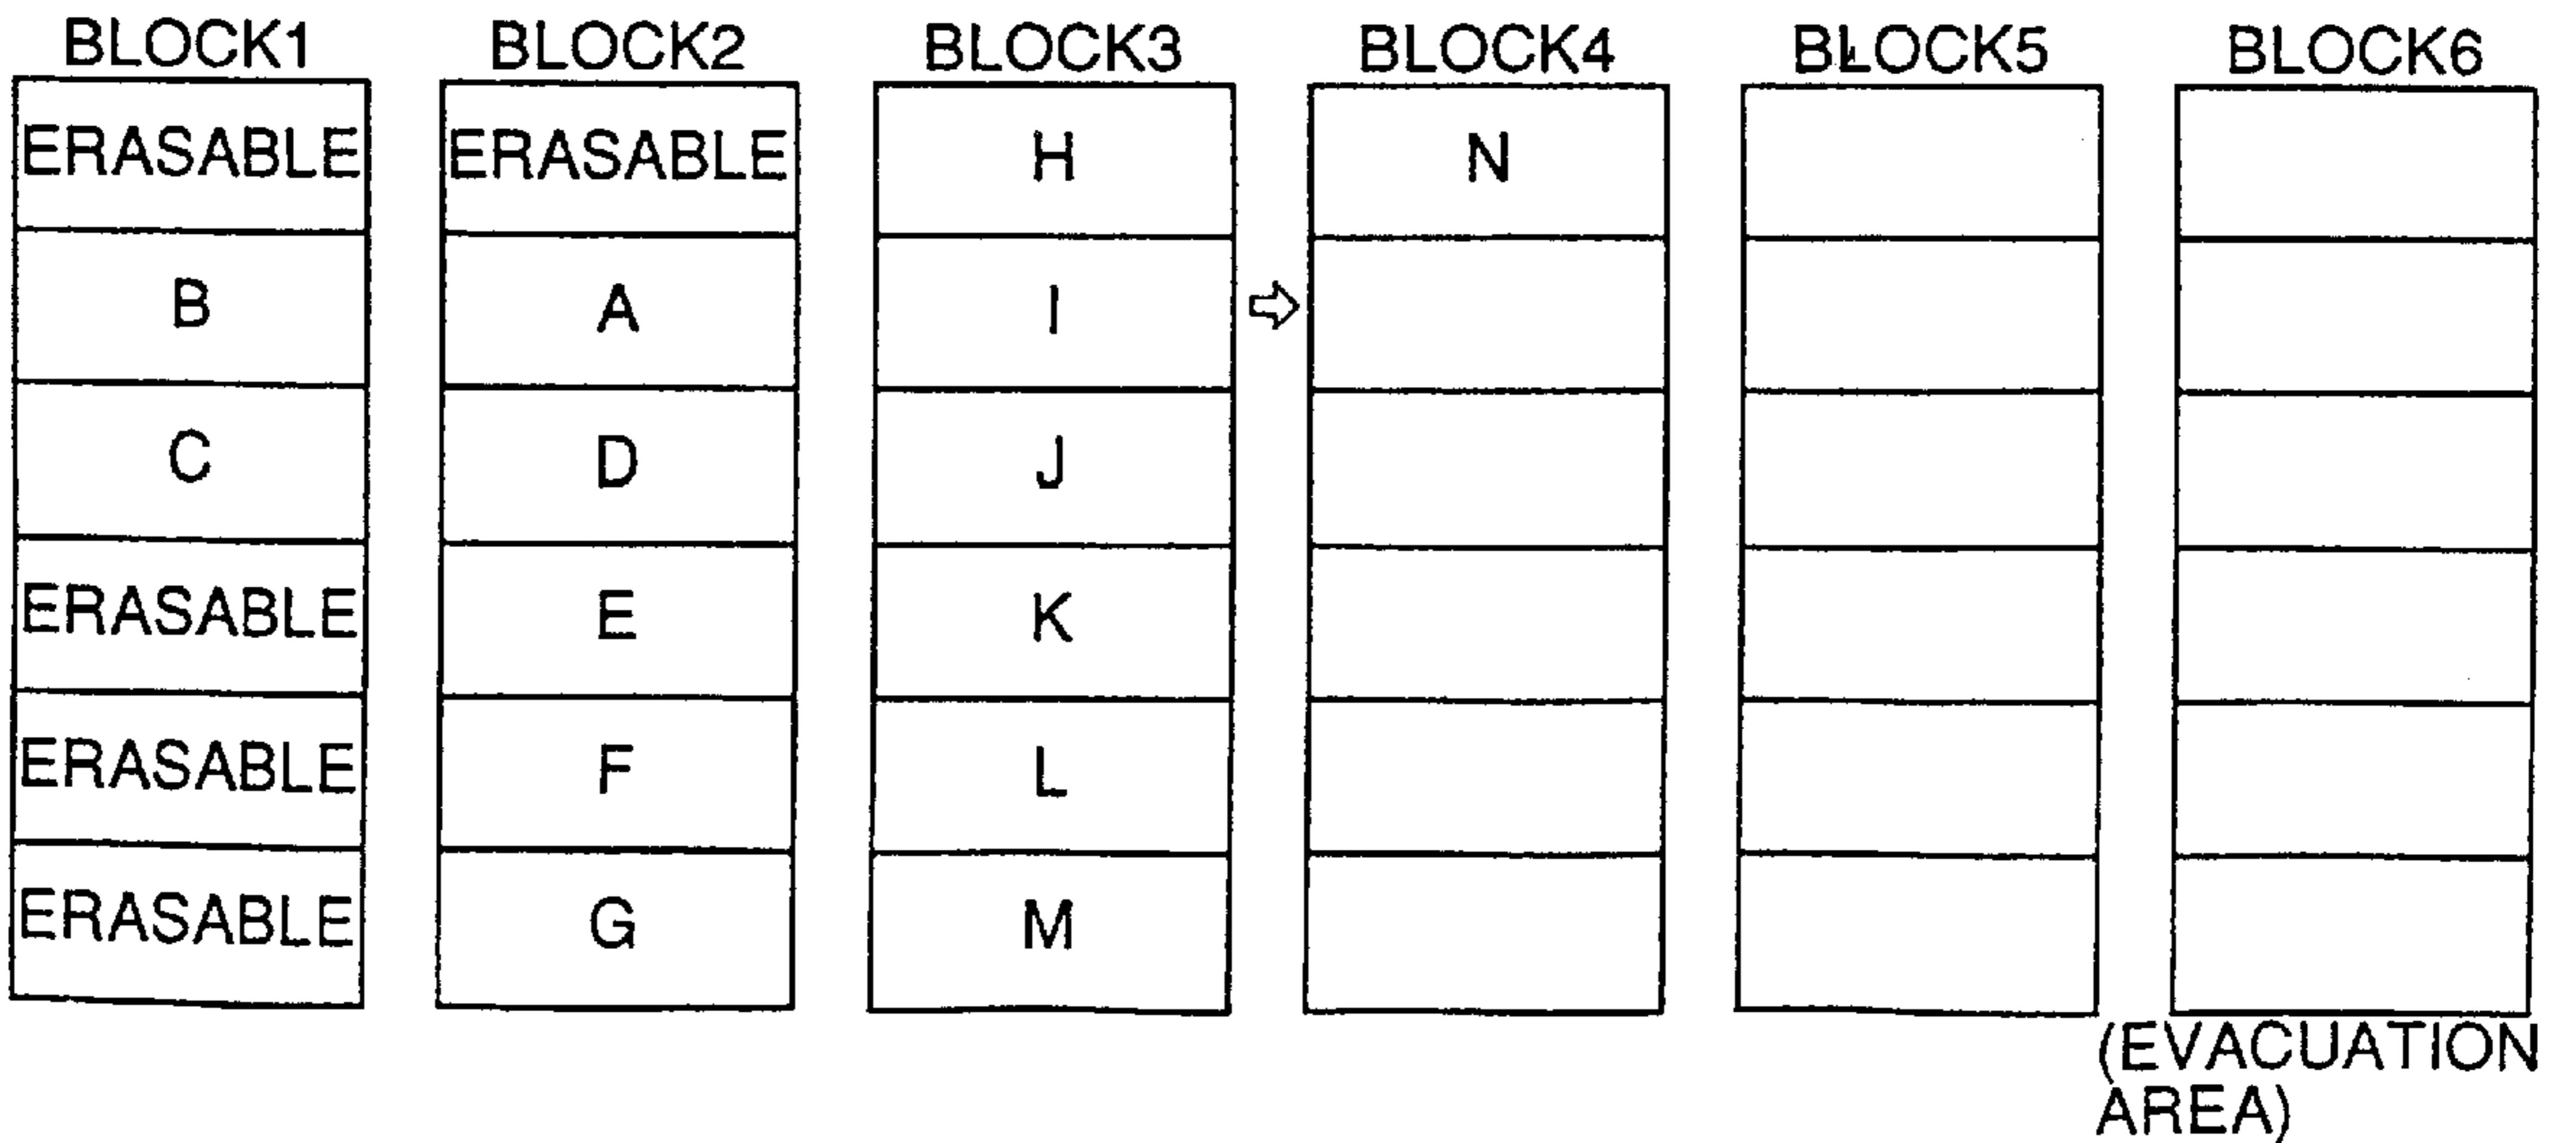 BLOCK1 BLOCK2 BLOCK3 BLOCK4 BLOCK5 BLOCK6
ERASABLE ERASABLE H N
B A I
C D J
ERASABLE E K
ERASABLE F L
ERASABLE G M
(EVACUATION
AREA)